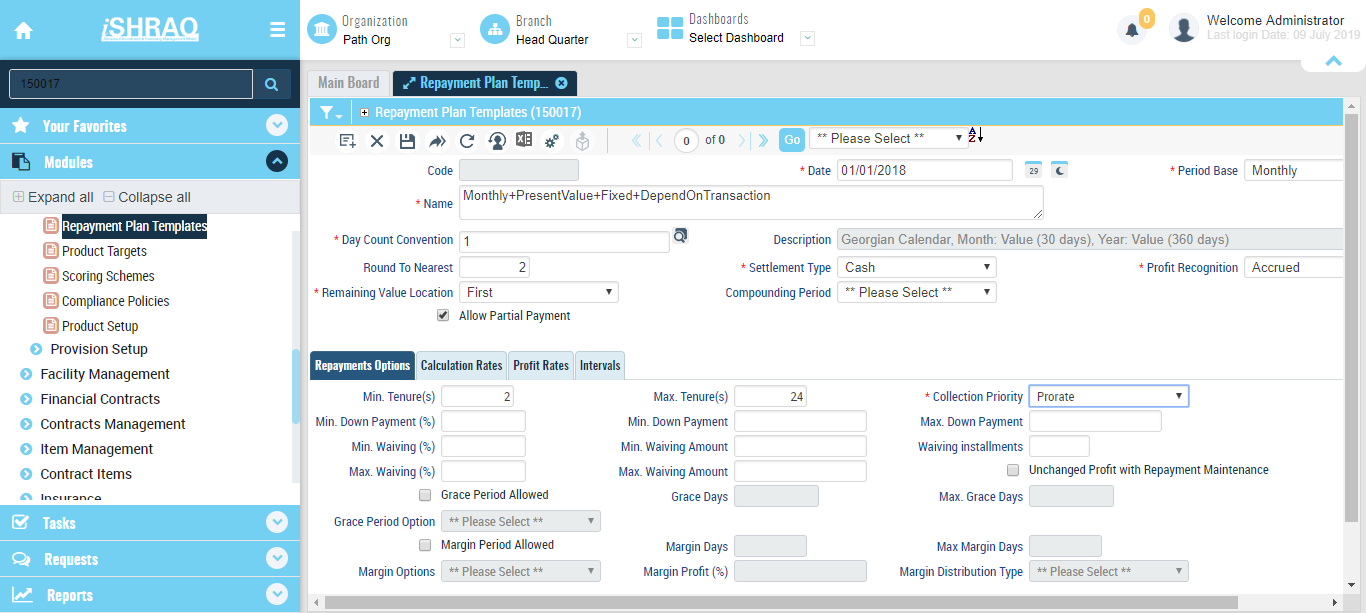 iSHRAQ
Organization
Path Org
Branch
Head Quarter
Dashboards
Select Dashboard
0
Welcome Administrator
Last login Date: 09 July 2019
150017
Main Board
Repayment Plan Temp...
Your Favorites
Modules
Expand all Collapse all
Repayment Plan Templates
Product Targets
Scoring Schemes
Compliance Policies
Product Setup
Provision Setup
Facility Management
Financial Contracts
Contracts Management
Item Management
Contract Items
Insurance
Tasks
Requests
Reports
Repayment Plan Templates (150017)
0 of 0 Go ** Please Select ** A Z
Code * Date 01/01/2018 29 * Period Base Monthly
* Name Monthly+PresentValue+Fixed+DependOnTransaction
* Day Count Convention 1 Description Georgian Calendar, Month: Value (30 days), Year: Value (360 days)
Round To Nearest 2 * Settlement Type Cash * Profit Recognition Accrued
* Remaining Value Location First Compounding Period ** Please Select **
Allow Partial Payment
Repayments Options Calculation Rates Profit Rates Intervals
Min. Tenure(s) 2 Max. Tenure(s) 24 * Collection Priority Prorate
Min. Down Payment (%) Min. Down Payment Max. Down Payment
Min. Waiving (%) Min. Waiving Amount Waiving installments
Max. Waiving (%) Max. Waiving Amount Unchanged Profit with Repayment Maintenance
Grace Period Allowed Grace Days Max. Grace Days
Grace Period Option ** Please Select **
Margin Period Allowed Margin Days Max Margin Days
Margin Options ** Please Select ** Margin Profit (%) Margin Distribution Type ** Please Select **